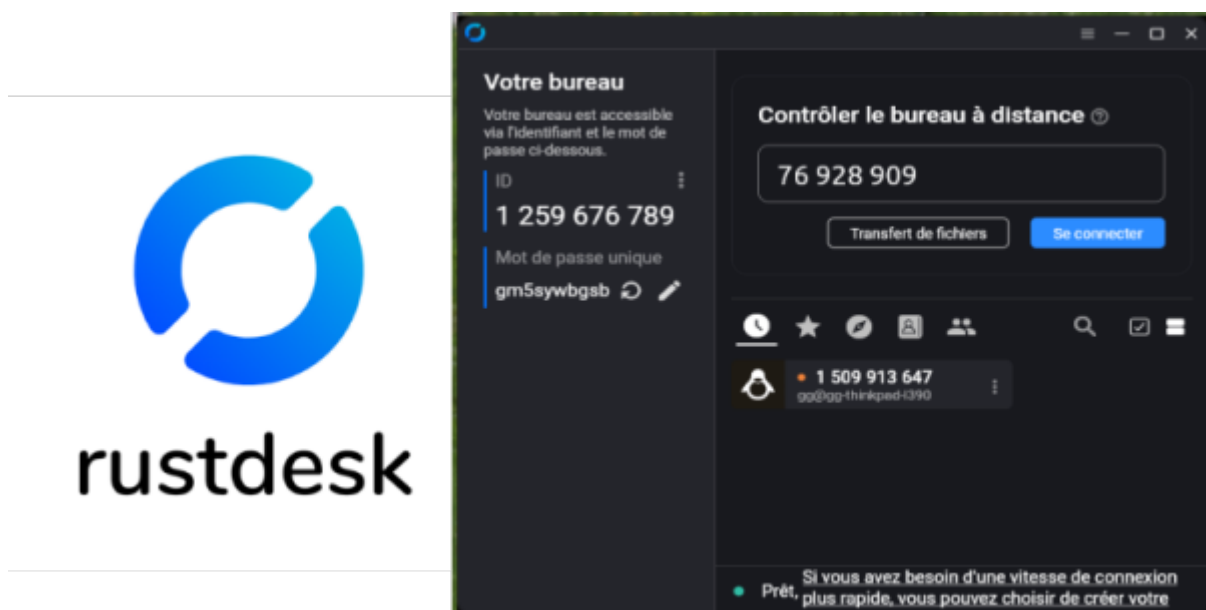 rustdesk
Votre bureau
Votre bureau est accessible
via l'identifiant et le mot de
passe ci-dessous.
ID
1 259 676 789
Mot de passe unique
gm5sywbgsb
Contrôler le bureau à distance
76 928 909
Transfert de fichiers
Se connecter
1 509 913 647
gg@gg-thinkpad-l390
Prêt, Si vous avez besoin d'une vitesse de connexion
plus rapide, vous pouvez choisir de créer votre